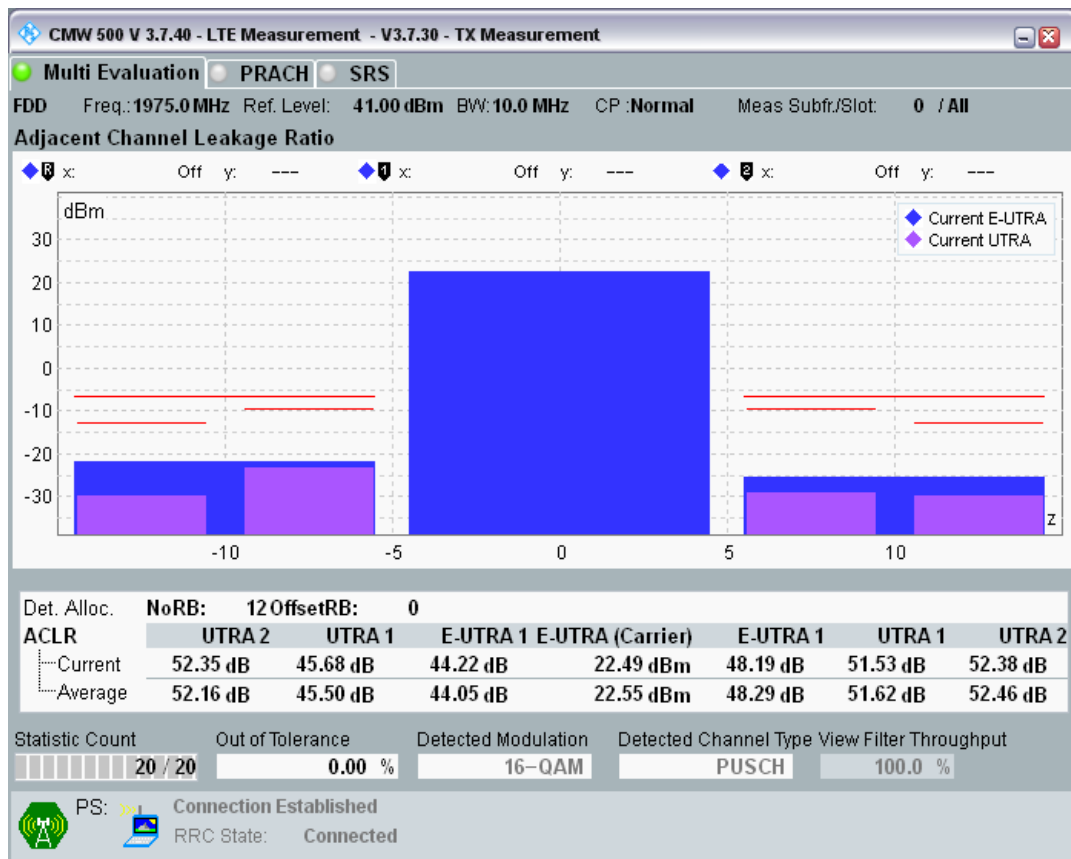 CMW 500 V 3.7.40 - LTE Measurement - V3.7.30 - TX Measurement
Multi Evaluation PRACH SRS
FDD Freq.: 1975.0 MHz Ref. Level: 41.00 dBm BW: 10.0 MHz CP :Normal Meas Subfr./Slot: 0 / All
Adjacent Channel Leakage Ratio
R x: Off y: --- 1 x: Off y: --- 2 x: Off y: ---
dBm
Current E-UTRA
Current UTRA
30
20
10
0
-10
-20
-30
z
-10 -5 0 5 10
Det. Alloc. NoRB: 12 OffsetRB: 0
ACLR UTRA 2 UTRA 1 E-UTRA 1 E-UTRA (Carrier) E-UTRA 1 UTRA 1 UTRA 2
Current 52.35 dB 45.68 dB 44.22 dB 22.49 dBm 48.19 dB 51.53 dB 52.38 dB
Average 52.16 dB 45.50 dB 44.05 dB 22.55 dBm 48.29 dB 51.62 dB 52.46 dB
Statistic Count Out of Tolerance Detected Modulation Detected Channel Type View Filter Throughput
20 / 20 0.00 % 16-QAM PUSCH 100.0 %
PS: Connection Established
RRC State: Connected